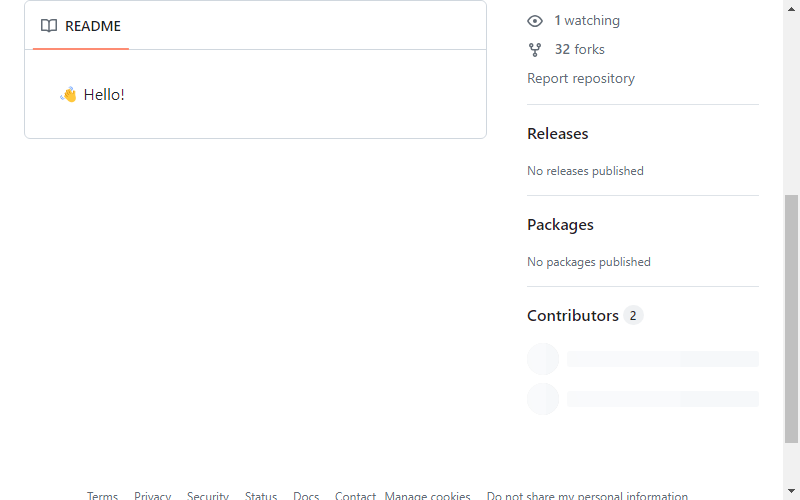 README
👋 Hello!
1 watching
32 forks
Report repository
Releases
No releases published
Packages
No packages published
Contributors 2
Terms Privacy Security Status Docs Contact Manage cookies Do not share my personal information